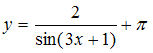 y = 2/sin(3x + 1) + π